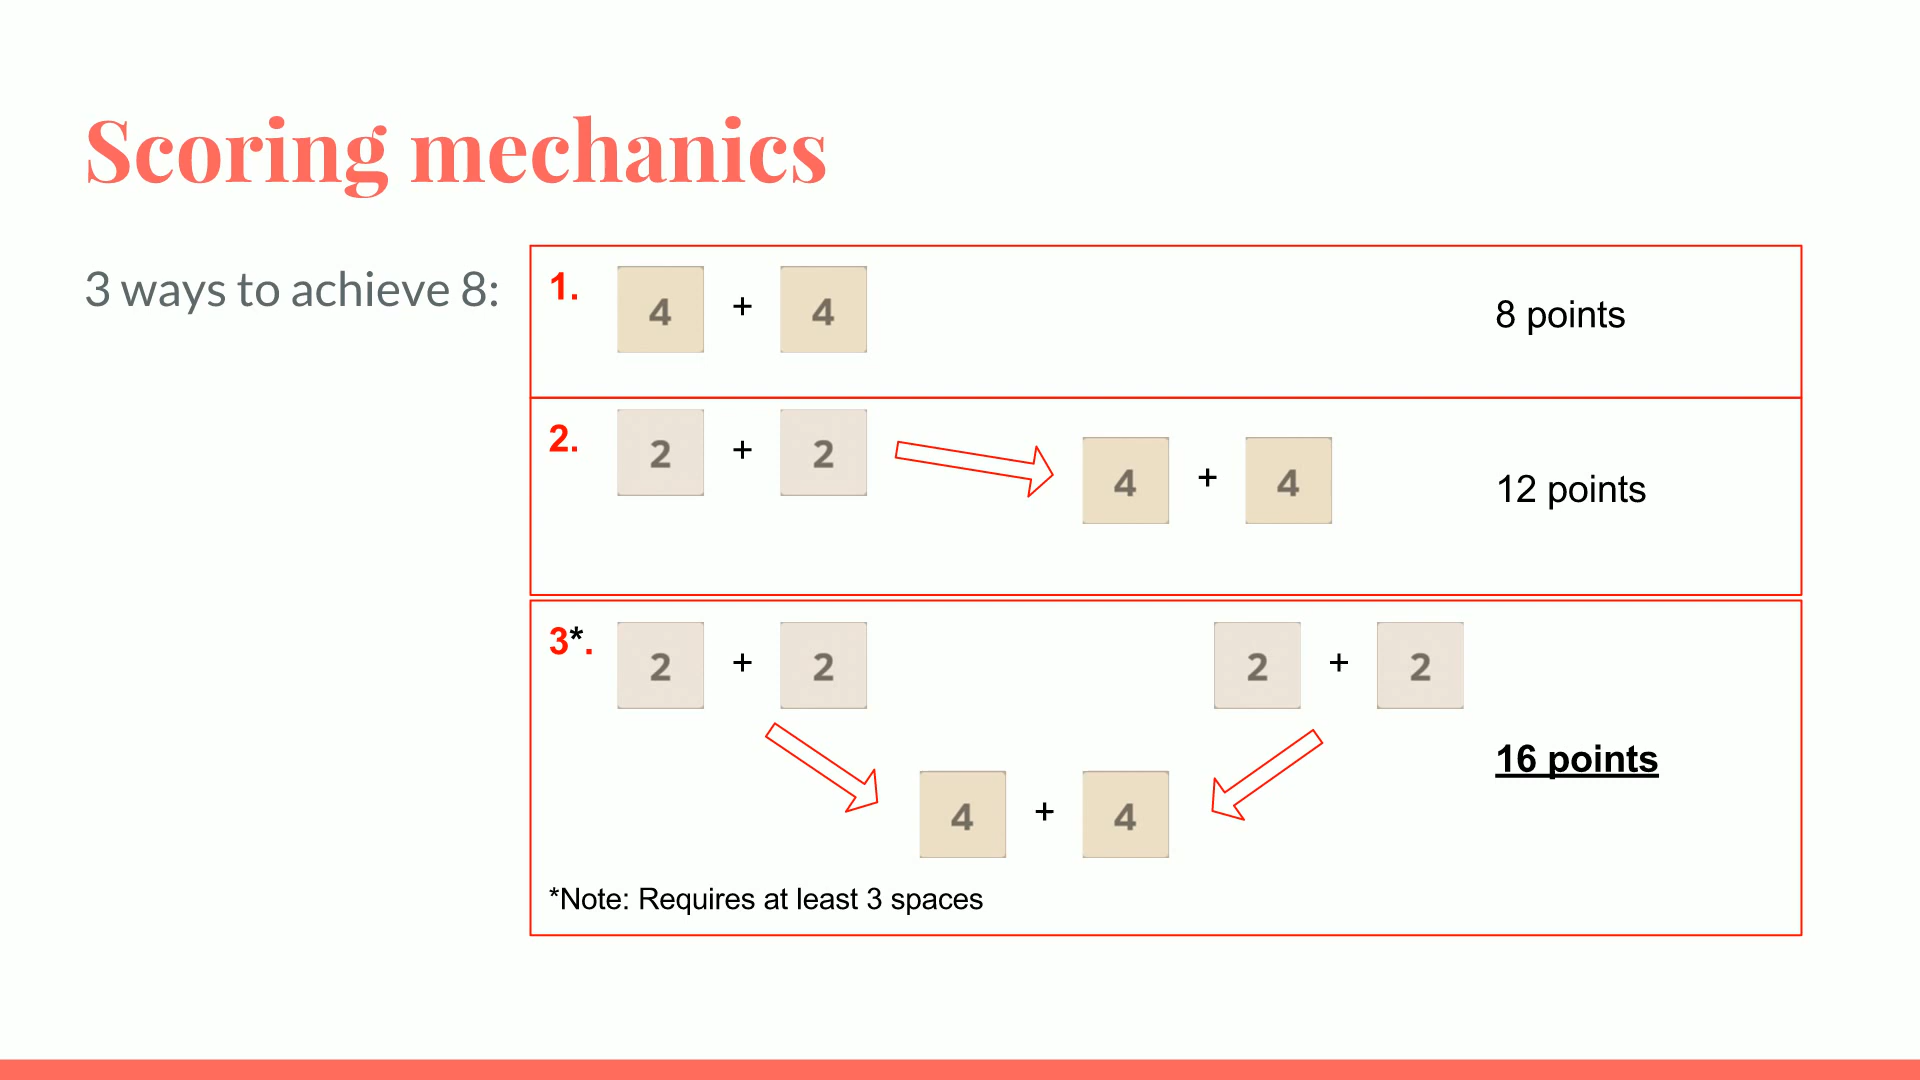 Scoring mechanics
3 ways to achieve 8:
1. 4 + 4 8 points
2. 2 + 2 4 + 4 12 points
3*. 2 + 2 2 + 2
16 points
4 + 4
*Note: Requires at least 3 spaces